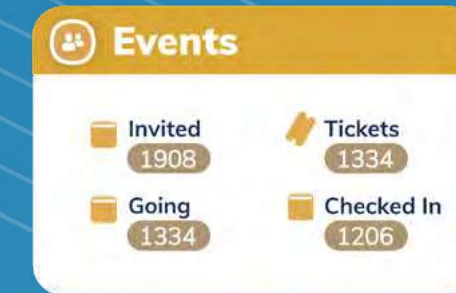 Events
Invited
1908
Tickets
1334
Going
1334
Checked In
1206